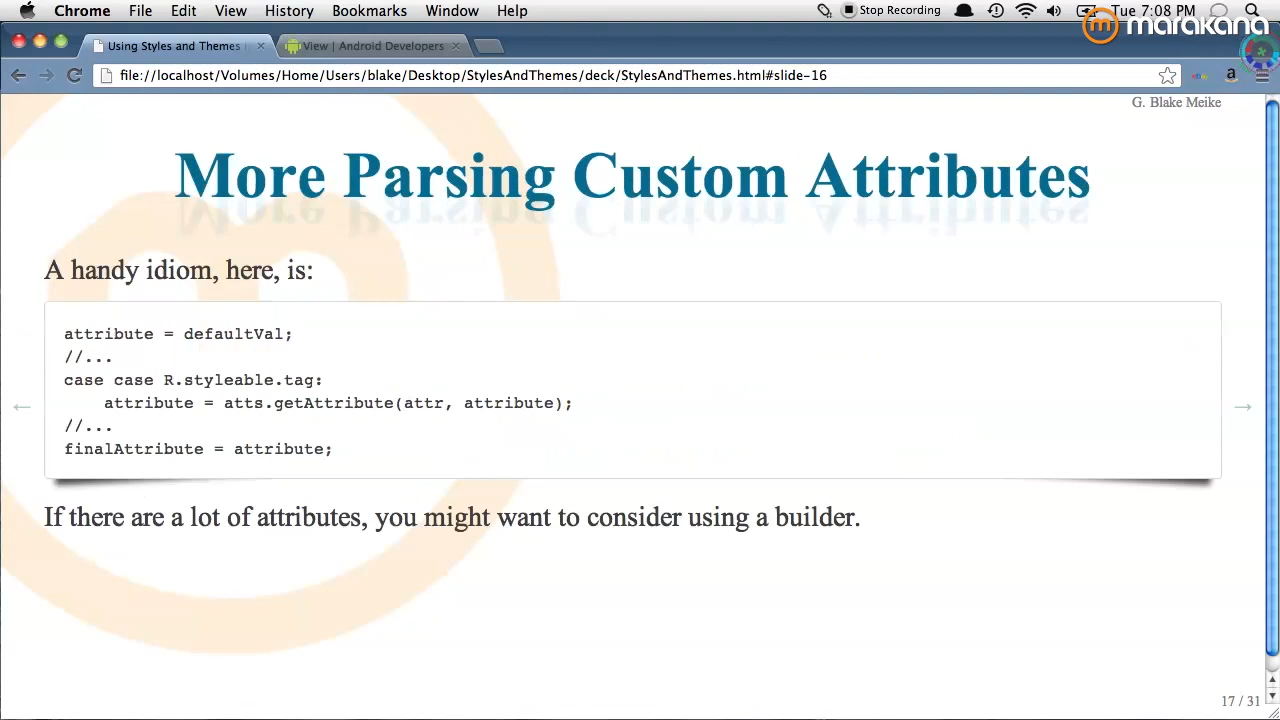 Chrome File Edit View History Bookmarks Window Help Stop Recording Tue 7:08 PM
marakana
Using Styles and Themes View | Android Developers
file://localhost/Volumes/Home/Users/blake/Desktop/StylesAndThemes/deck/StylesAndThemes.html#slide-16
G. Blake Meike
More Parsing Custom Attributes
A handy idiom, here, is:
attribute = defaultVal;
//...
case case R.styleable.tag:
attribute = atts.getAttribute(attr, attribute);
//...
finalAttribute = attribute;
If there are a lot of attributes, you might want to consider using a builder.
17 / 31